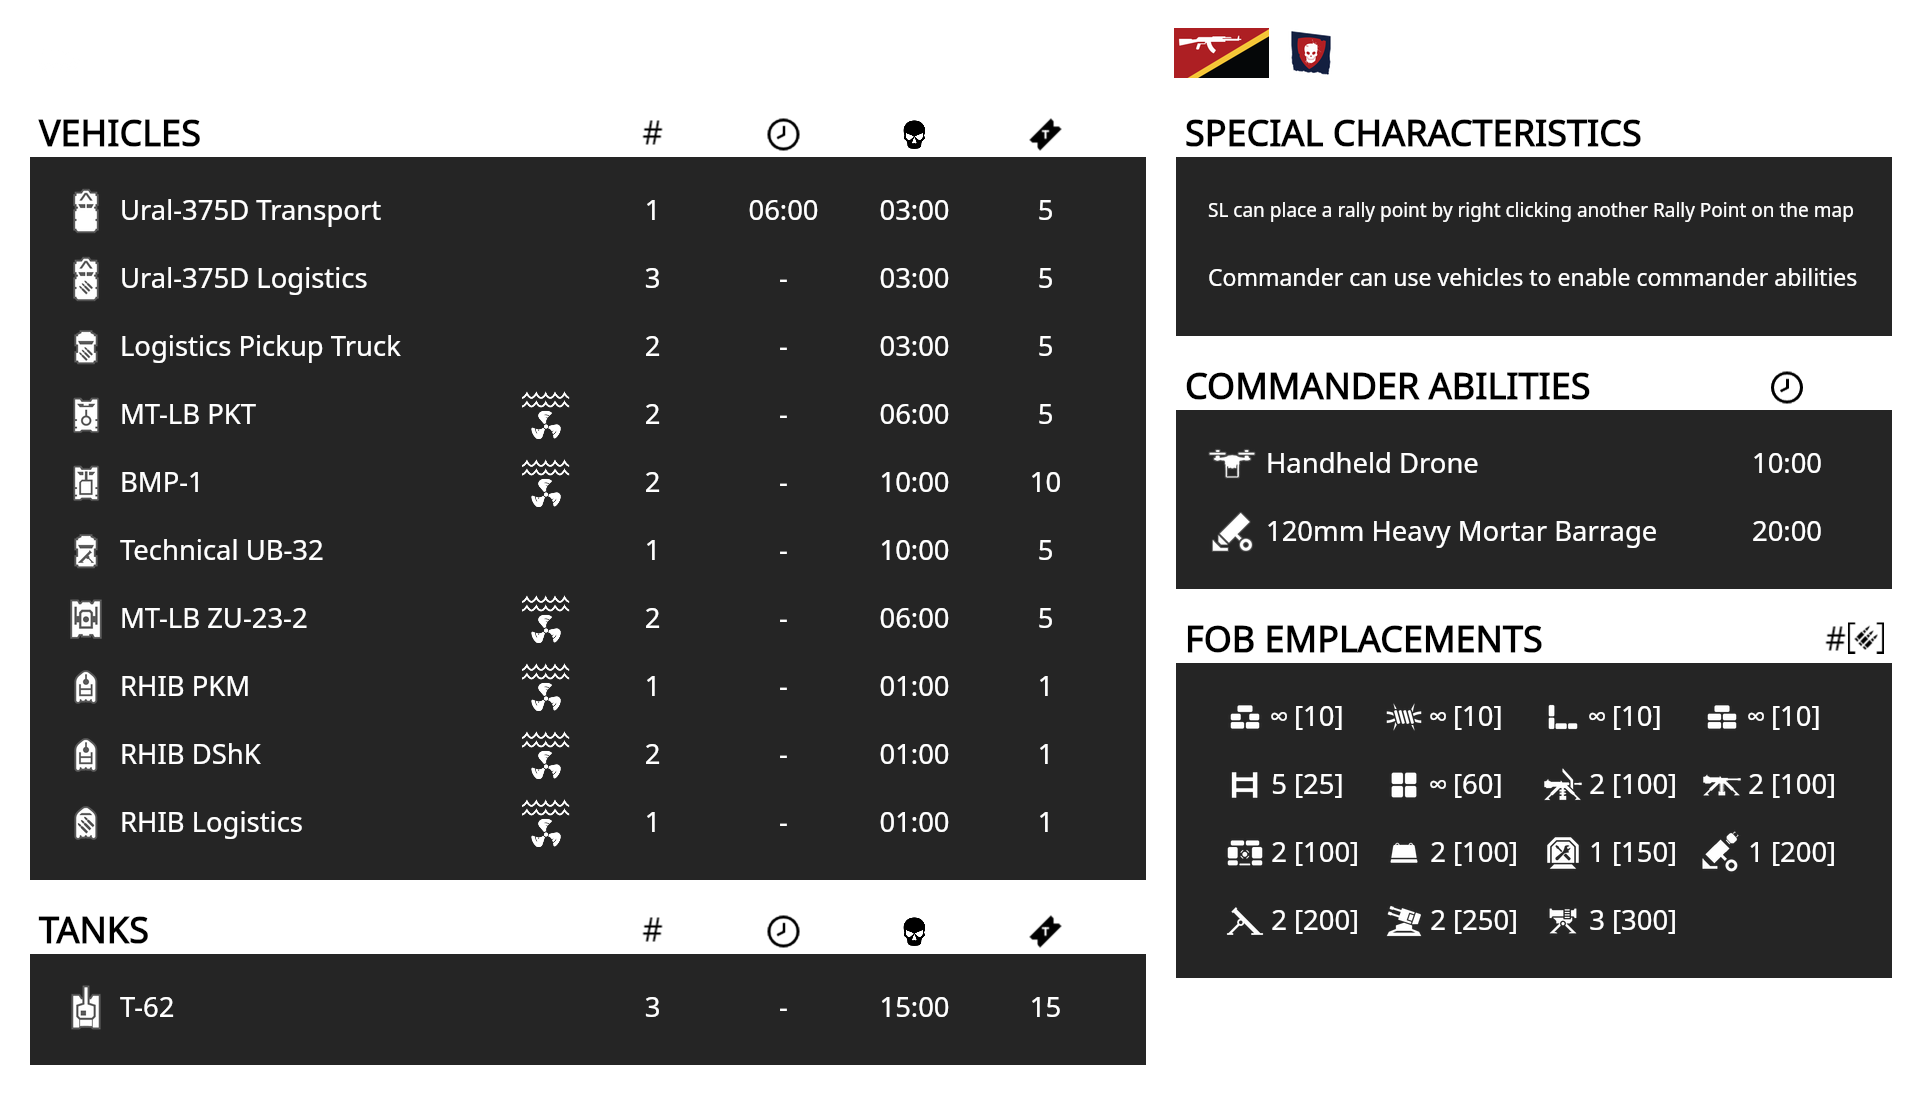 VEHICLES #
Ural-375D Transport 1 06:00 03:00 5
Ural-375D Logistics 3 - 03:00 5
Logistics Pickup Truck 2 - 03:00 5
MT-LB PKT 2 - 06:00 5
BMP-1 2 - 10:00 10
Technical UB-32 1 - 10:00 5
MT-LB ZU-23-2 2 - 06:00 5
RHIB PKM 1 - 01:00 1
RHIB DShK 2 - 01:00 1
RHIB Logistics 1 - 01:00 1
TANKS #
T-62 3 - 15:00 15
SPECIAL CHARACTERISTICS
SL can place a rally point by right clicking another Rally Point on the map
Commander can use vehicles to enable commander abilities
COMMANDER ABILITIES
Handheld Drone 10:00
120mm Heavy Mortar Barrage 20:00
FOB EMPLACEMENTS #[]
∞ [10] ∞ [10] ∞ [10] ∞ [10]
5 [25] ∞ [60] 2 [100] 2 [100]
2 [100] 2 [100] 1 [150] 1 [200]
2 [200] 2 [250] 3 [300]